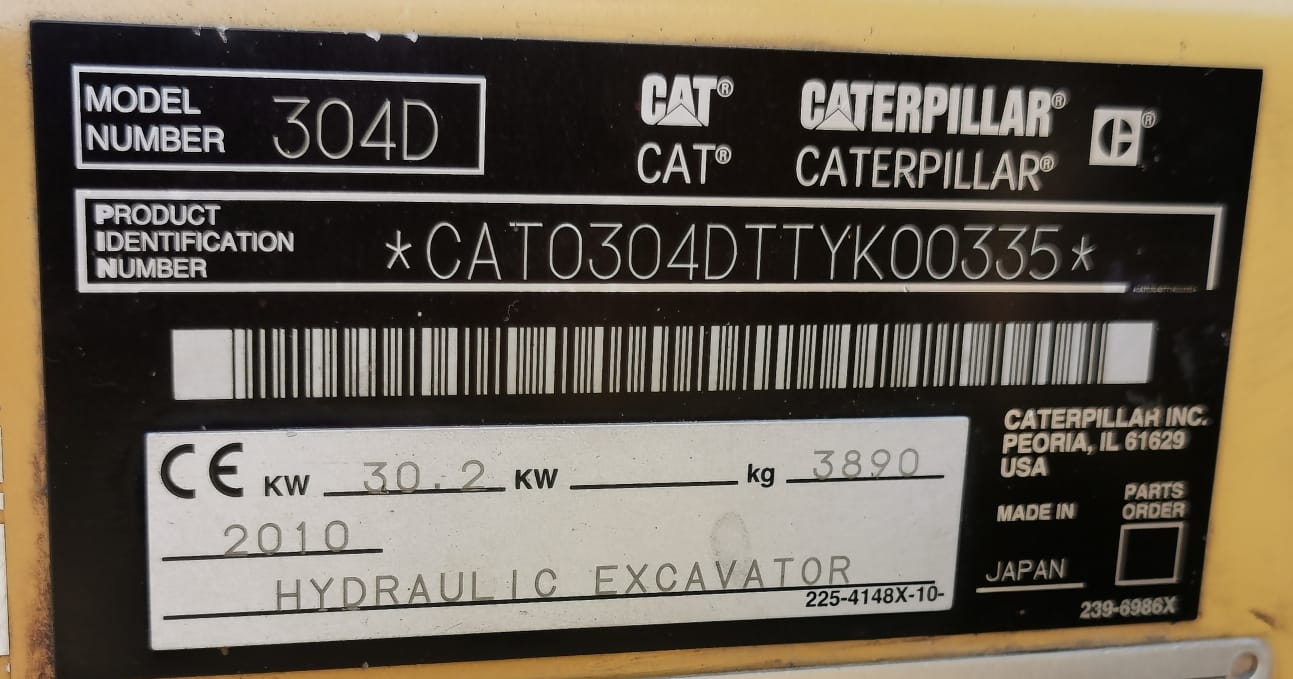 MODEL NUMBER 304D
CAT® CATERPILLAR® C®
CAT® CATERPILLAR®
PRODUCT IDENTIFICATION NUMBER *CAT0304DTTYK00335*
CE KW 30.2 KW kg 3890
2010
HYDRAULIC EXCAVATOR
225-4148X-10-
CATERPILLAR INC.
PEORIA, IL 61629
USA
MADE IN
JAPAN
PARTS
ORDER
239-6986X